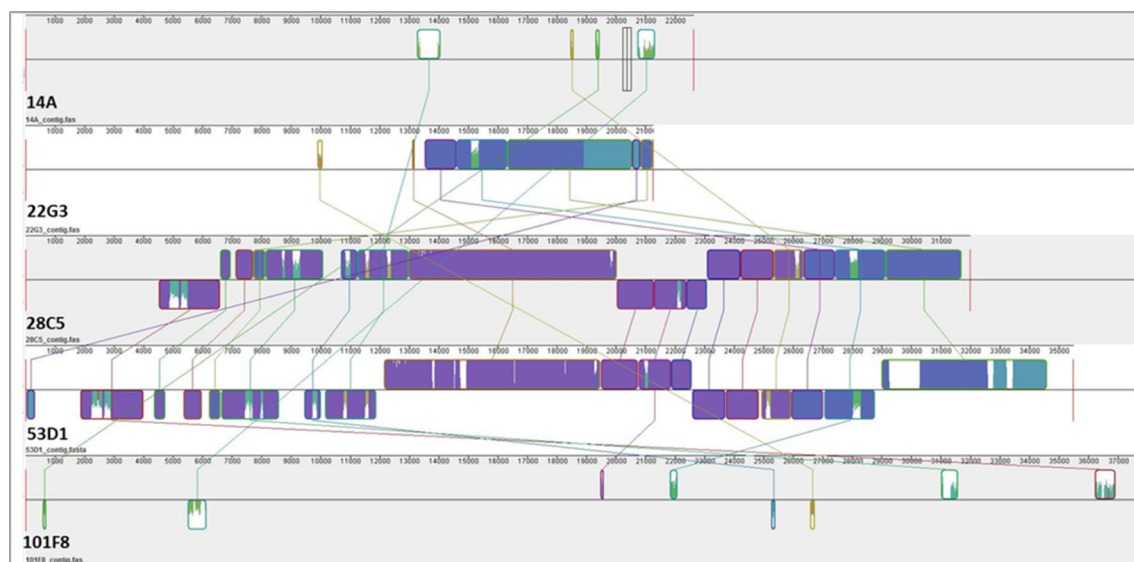 1000 2000 3000 4000 5000 6000 7000 8000 9000 10000 11000 12000 13000 14000 15000 16000 17000 18000 19000 20000 21000 22000
14A
14A_contig.fas
1000 2000 3000 4000 5000 6000 7000 8000 9000 10000 11000 12000 13000 14000 15000 16000 17000 18000 19000 20000 21000
22G3
22G3_contig.fas
1000 2000 3000 4000 5000 6000 7000 8000 9000 10000 11000 12000 13000 14000 15000 16000 17000 18000 19000 20000 21000 22000 23000 24000 25000 26000 27000 28000 29000 30000 31000
28C5
28C5_contig.fas
1000 2000 3000 4000 5000 6000 7000 8000 9000 10000 11000 12000 13000 14000 15000 16000 17000 18000 19000 20000 21000 22000 23000 24000 25000 26000 27000 28000 29000 30000 31000 32000 33000 34000 35000
53D1
53D1_contig.fasta
1000 2000 3000 4000 5000 6000 7000 8000 9000 10000 11000 12000 13000 14000 15000 16000 17000 18000 19000 20000 21000 22000 23000 24000 25000 26000 27000 28000 29000 30000 31000 32000 33000 34000 35000 36000 37000
101F8
101F8_contig.fas